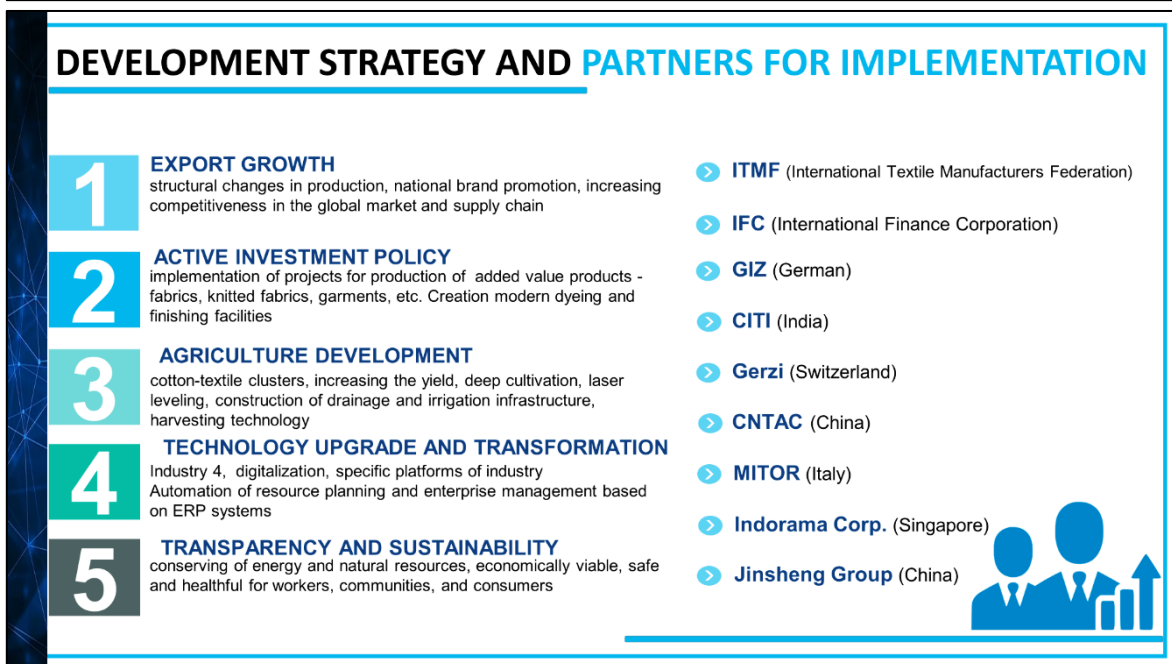 DEVELOPMENT STRATEGY AND PARTNERS FOR IMPLEMENTATION
1
EXPORT GROWTH
structural changes in production, national brand promotion, increasing
competitiveness in the global market and supply chain
2
ACTIVE INVESTMENT POLICY
implementation of projects for production of added value products -
fabrics, knitted fabrics, garments, etc. Creation modern dyeing and
finishing facilities
3
AGRICULTURE DEVELOPMENT
cotton-textile clusters, increasing the yield, deep cultivation, laser
leveling, construction of drainage and irrigation infrastructure,
harvesting technology
4
TECHNOLOGY UPGRADE AND TRANSFORMATION
Industry 4, digitalization, specific platforms of industry
Automation of resource planning and enterprise management based
on ERP systems
5
TRANSPARENCY AND SUSTAINABILITY
conserving of energy and natural resources, economically viable, safe
and healthful for workers, communities, and consumers
ITMF (International Textile Manufacturers Federation)
IFC (International Finance Corporation)
GIZ (German)
CITI (India)
Gerzi (Switzerland)
CNTAC (China)
MITOR (Italy)
Indorama Corp. (Singapore)
Jinsheng Group (China)